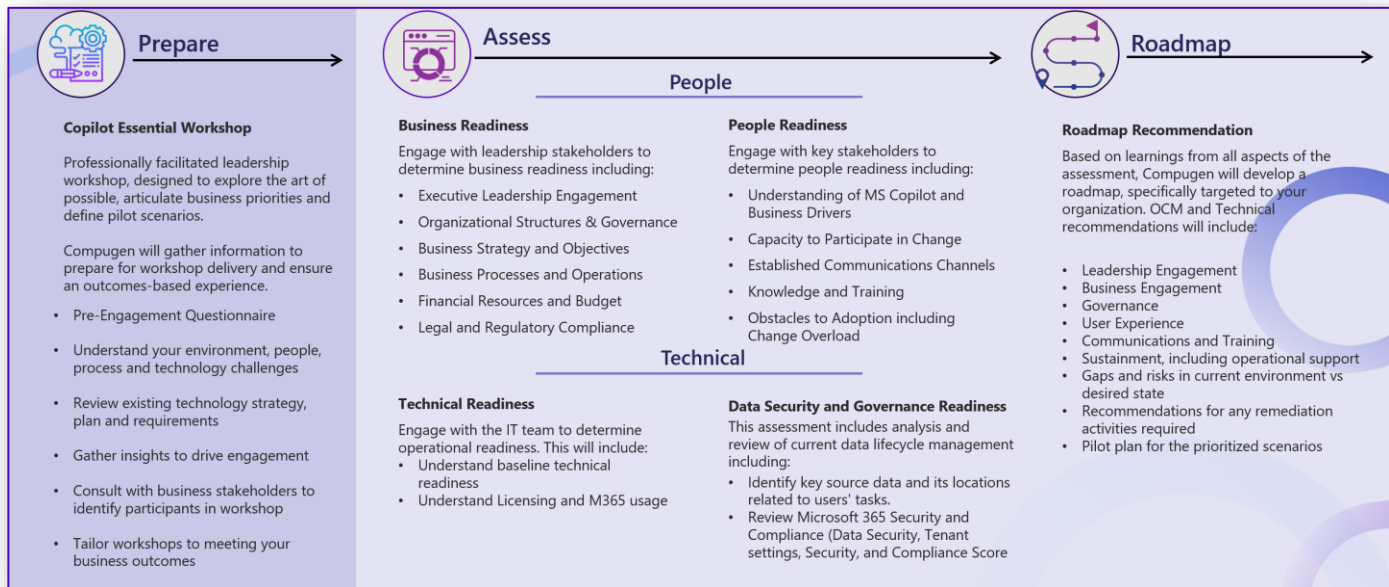 Prepare
Copilot Essential Workshop
Professionally facilitated leadership
workshop, designed to explore the art of
possible, articulate business priorities and
define pilot scenarios.
Compugen will gather information to
prepare for workshop delivery and ensure
an outcomes-based experience.
• Pre-Engagement Questionnaire
• Understand your environment, people,
process and technology challenges
• Review existing technology strategy,
plan and requirements
• Gather insights to drive engagement
• Consult with business stakeholders to
identify participants in workshop
• Tailor workshops to meeting your
business outcomes
Assess
People
Business Readiness
Engage with leadership stakeholders to
determine business readiness including:
• Executive Leadership Engagement
• Organizational Structures & Governance
• Business Strategy and Objectives
• Business Processes and Operations
• Financial Resources and Budget
• Legal and Regulatory Compliance
People Readiness
Engage with key stakeholders to
determine people readiness including:
• Understanding of MS Copilot and
Business Drivers
• Capacity to Participate in Change
• Established Communications Channels
• Knowledge and Training
• Obstacles to Adoption including
Change Overload
Technical
Technical Readiness
Engage with the IT team to determine
operational readiness. This will include:
• Understand baseline technical
readiness
• Understand Licensing and M365 usage
Data Security and Governance Readiness
This assessment includes analysis and
review of current data lifecycle management
including:
• Identify key source data and its locations
related to users' tasks.
• Review Microsoft 365 Security and
Compliance (Data Security, Tenant
settings, Security, and Compliance Score
Roadmap
Roadmap Recommendation
Based on learnings from all aspects of the
assessment, Compugen will develop a
roadmap, specifically targeted to your
organization. OCM and Technical
recommendations will include:
• Leadership Engagement
• Business Engagement
• Governance
• User Experience
• Communications and Training
• Sustainment, including operational support
• Gaps and risks in current environment vs
desired state
• Recommendations for any remediation
activities required
• Pilot plan for the prioritized scenarios